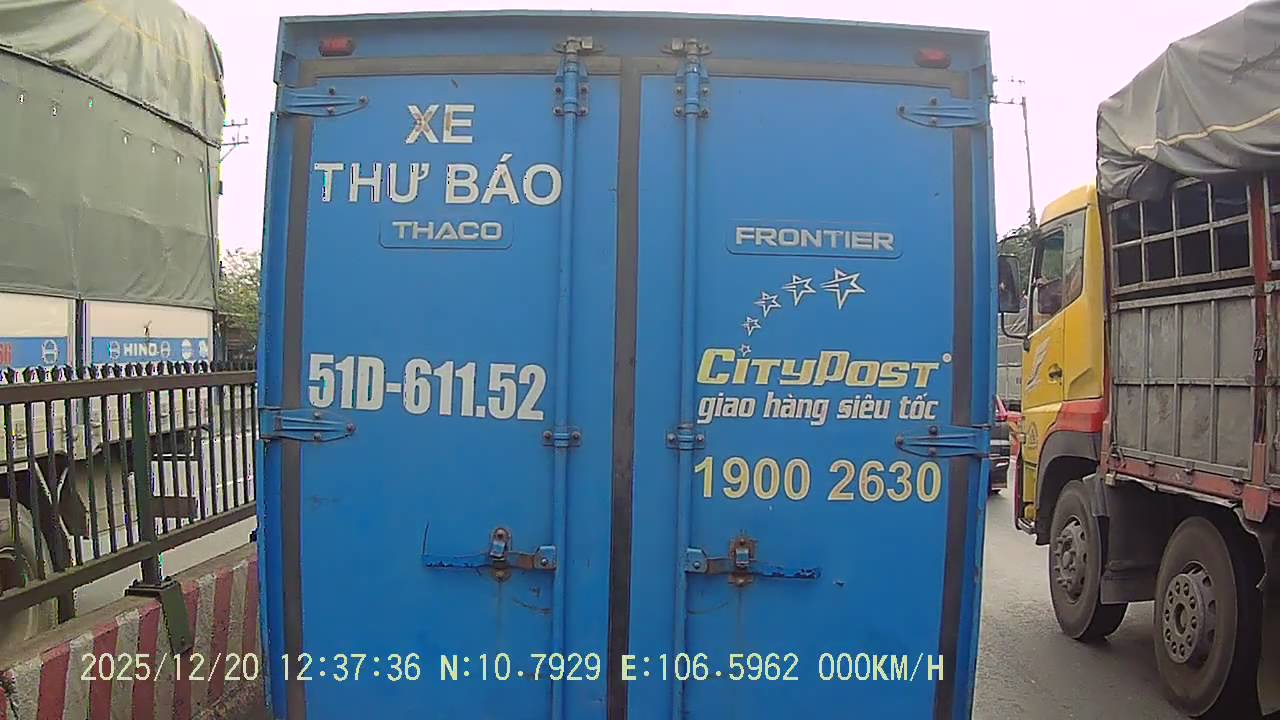 XE
THƯ BÁO
THACO
FRONTIER
51D-611.52
CITYPOST
giao hàng siêu tốc
1900 2630
HINO
2025/12/20 12:37:36 N:10.7929 E:106.5962 000KM/H